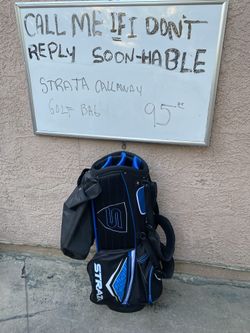 CALL ME IF I DON'T
REPLY SOON-HABLE
STRATA CALLAWAY
GOLF BAG 95
S
STRATA